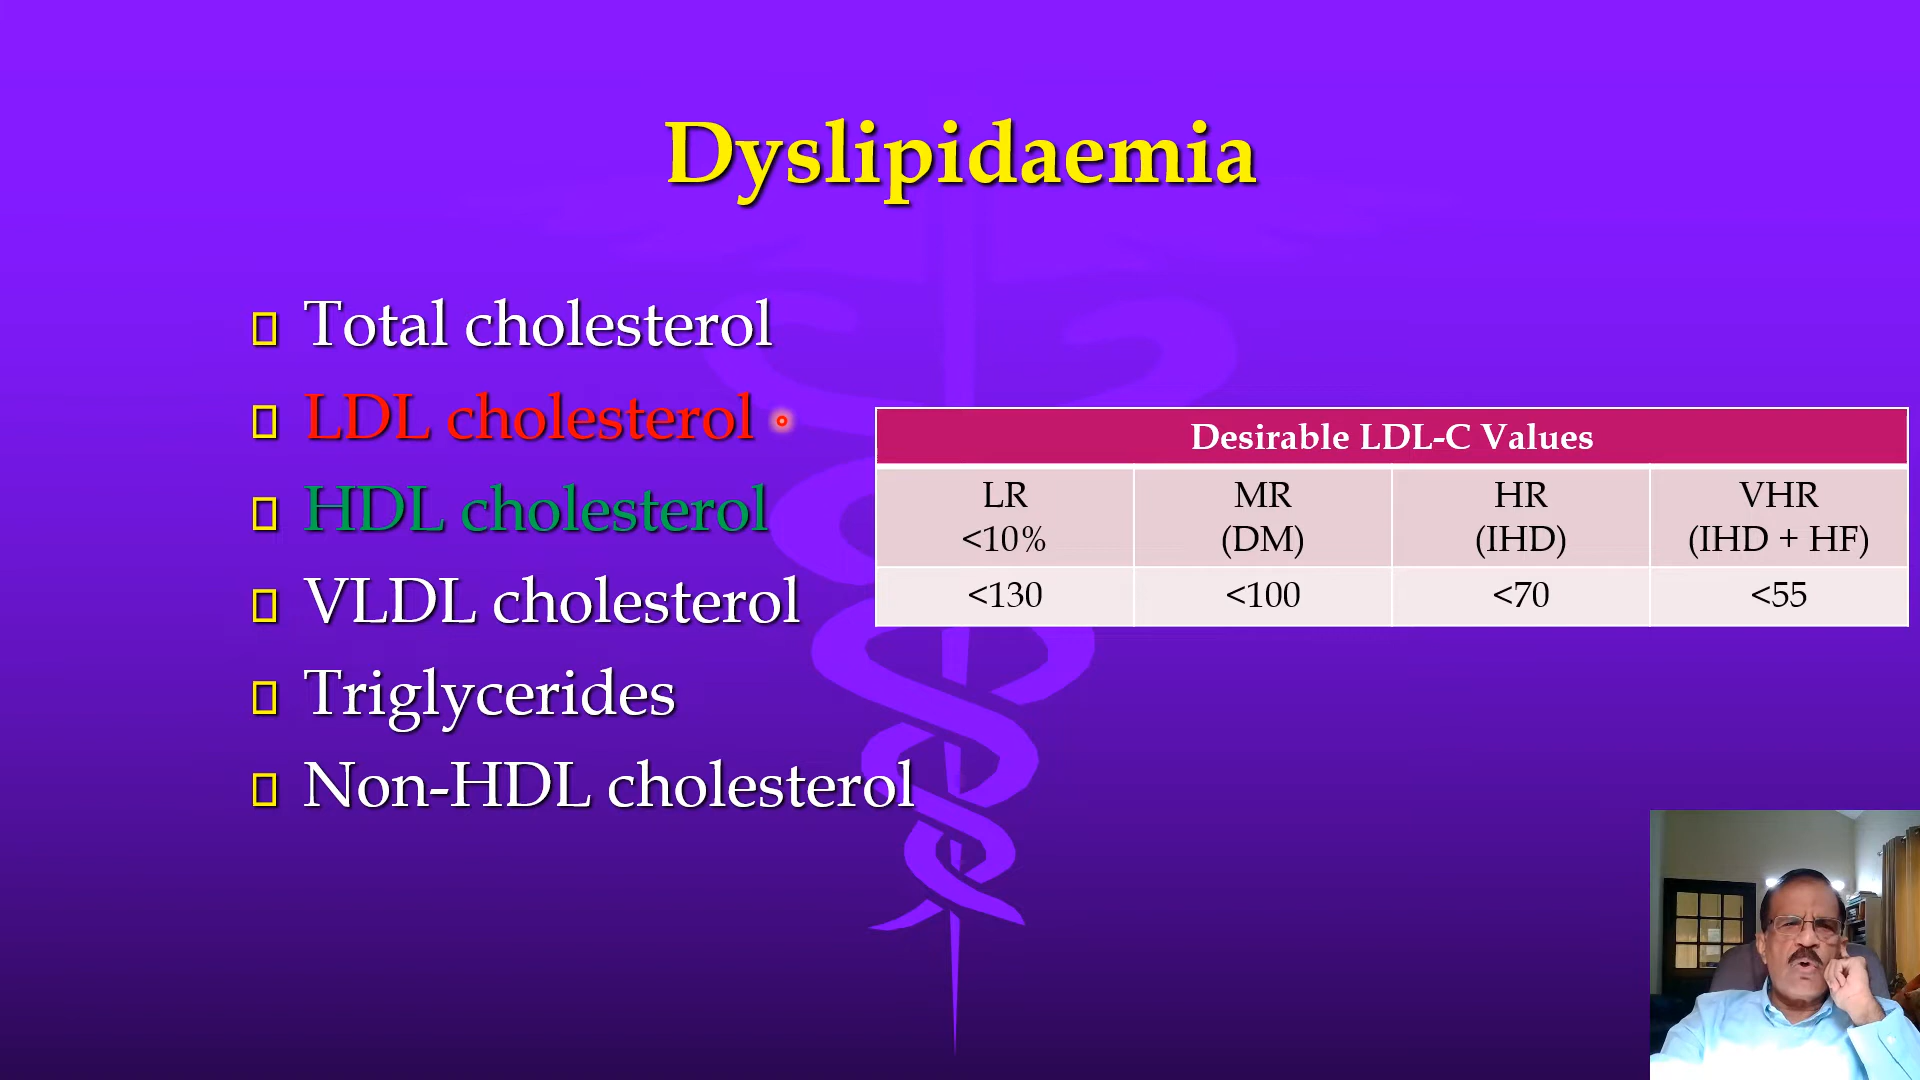 Dyslipidaemia
Total cholesterol
LDL cholesterol
HDL cholesterol
VLDL cholesterol
Triglycerides
Non-HDL cholesterol
Desirable LDL-C Values
LR MR HR VHR
<10% (DM) (IHD) (IHD + HF)
<130 <100 <70 <55